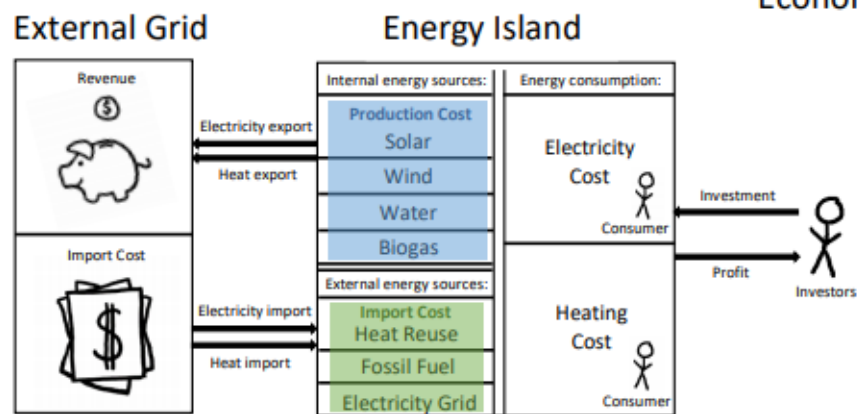 External Grid
Revenue
$
Electricity export
Heat export
Import Cost
$
Electricity import
Heat import
Energy Island
Internal energy sources:
Production Cost
Solar
Wind
Water
Biogas
External energy sources:
Import Cost
Heat Reuse
Fossil Fuel
Electricity Grid
Energy consumption:
Electricity
Cost
Consumer
Heating
Cost
Consumer
Investment
Profit
Investors